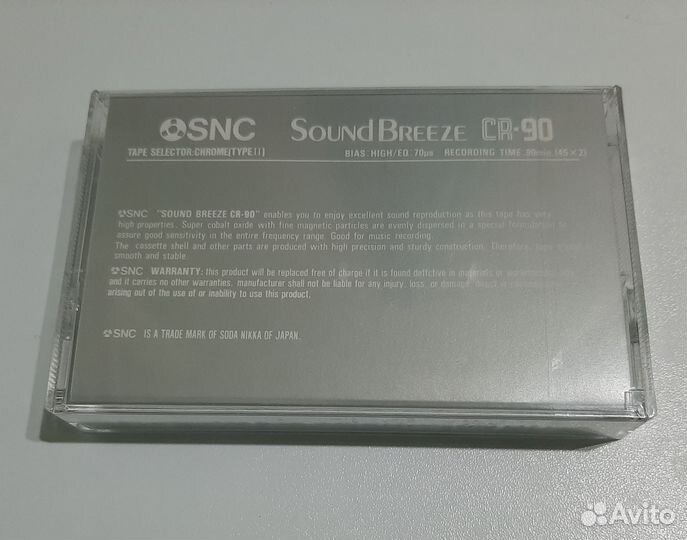 SNC SOUND BREEZE CR-90
TAPE SELECTOR:CHROME(TYPE II) BIAS:HIGH/EQ:70μs RECORDING TIME 90min (45×2)
SNC "SOUND BREEZE CR-90" enables you to enjoy excellent sound reproduction as this tape has very
high properties. Super cobalt oxide with fine magnetic particles are evenly dispersed in a special formulation
assure good sensitivity in the entire frequency range. Good for music recording.
The cassette shell and other parts are produced with high precision and sturdy construction. Therefore, tape
smooth and stable.
SNC WARRANTY: this product will be replaced free of charge if it is found deffctive in materials or
and it carries no other warranties. manufacturer shall not be liable for any injury, loss, or damage, direct or
arising out of the use of or inability to use this product.
SNC IS A TRADE MARK OF SODA NIKKA OF JAPAN.
Avito